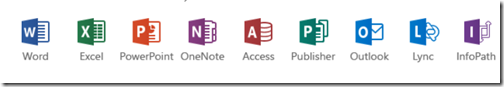 W X P N A P O L I
Word Excel PowerPoint OneNote Access Publisher Outlook Lync InfoPath